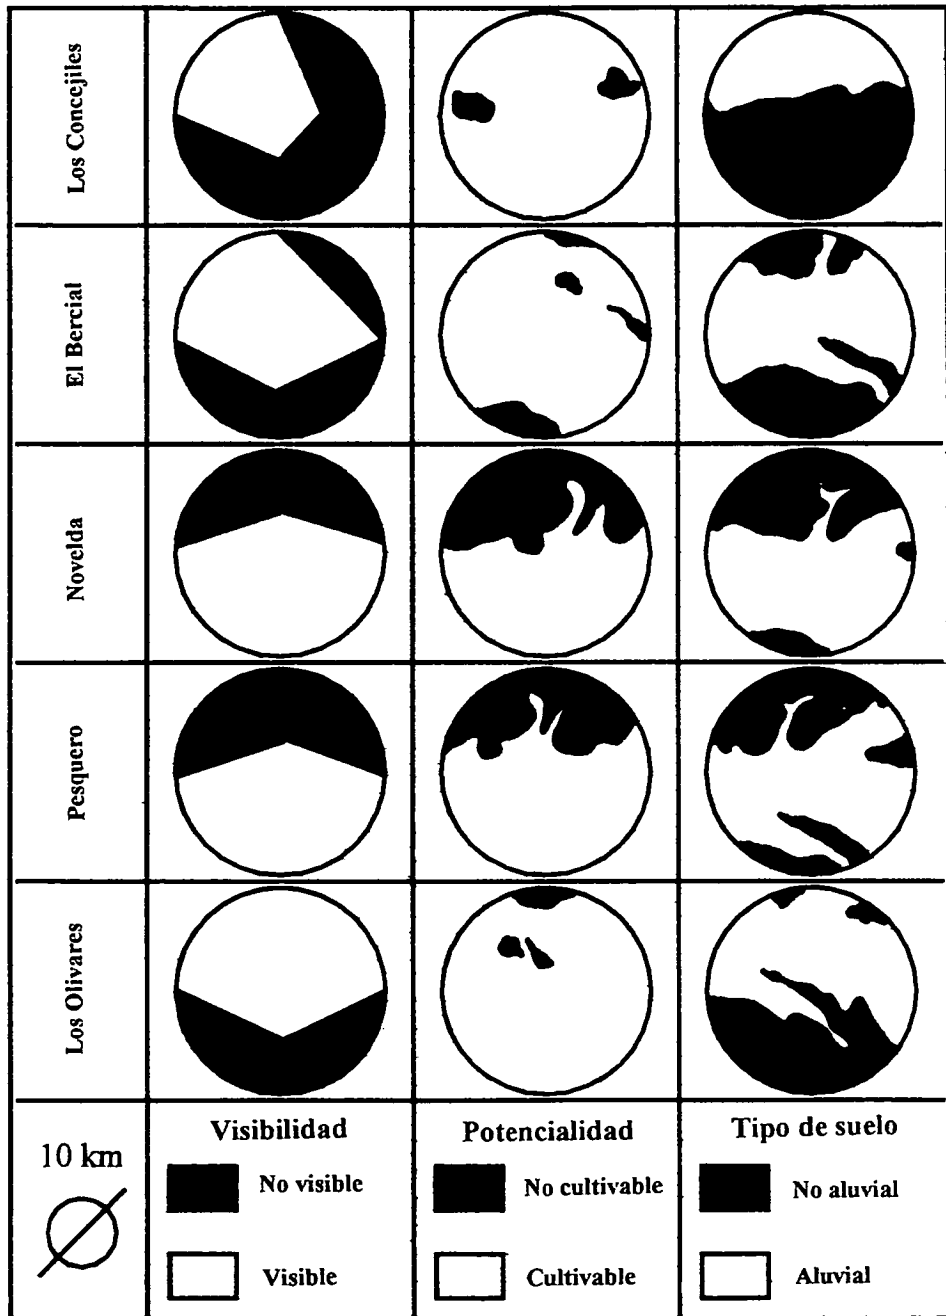 Los Concejiles
El Bercial
Novelda
Pesquero
Los Olivares
10 km
Visibilidad
No visible
Visible
Potencialidad
No cultivable
Cultivable
Tipo de suelo
No aluvial
Aluvial